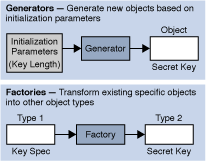 Generators — Generate new objects based on
initialization parameters
Object
Initialization
Parameters
(Key Length)
Generator
Secret Key
Factories — Transform existing specific objects
into other object types
Type 1
Type 2
Factory
Key Spec
Secret Key